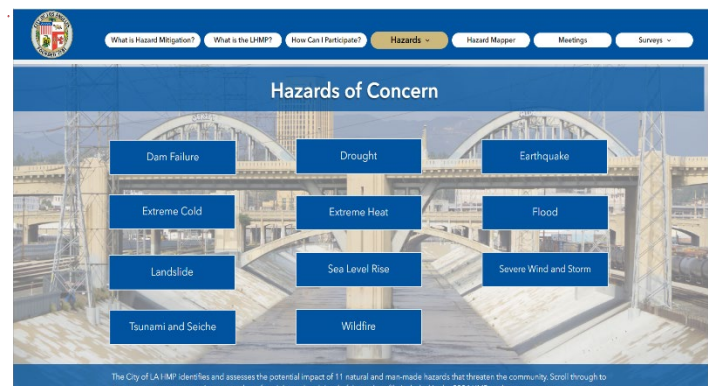 What is Hazard Mitigation? What is the LHMP? How Can I Participate? Hazards Hazard Mapper Meetings Surveys
Hazards of Concern
Dam Failure Drought Earthquake
Extreme Cold Extreme Heat Flood
Landslide Sea Level Rise Severe Wind and Storm
Tsunami and Seiche Wildfire
The City of LA HMP identifies and assesses the potential impact of 11 natural and man-made hazards that threaten the community. Scroll through to